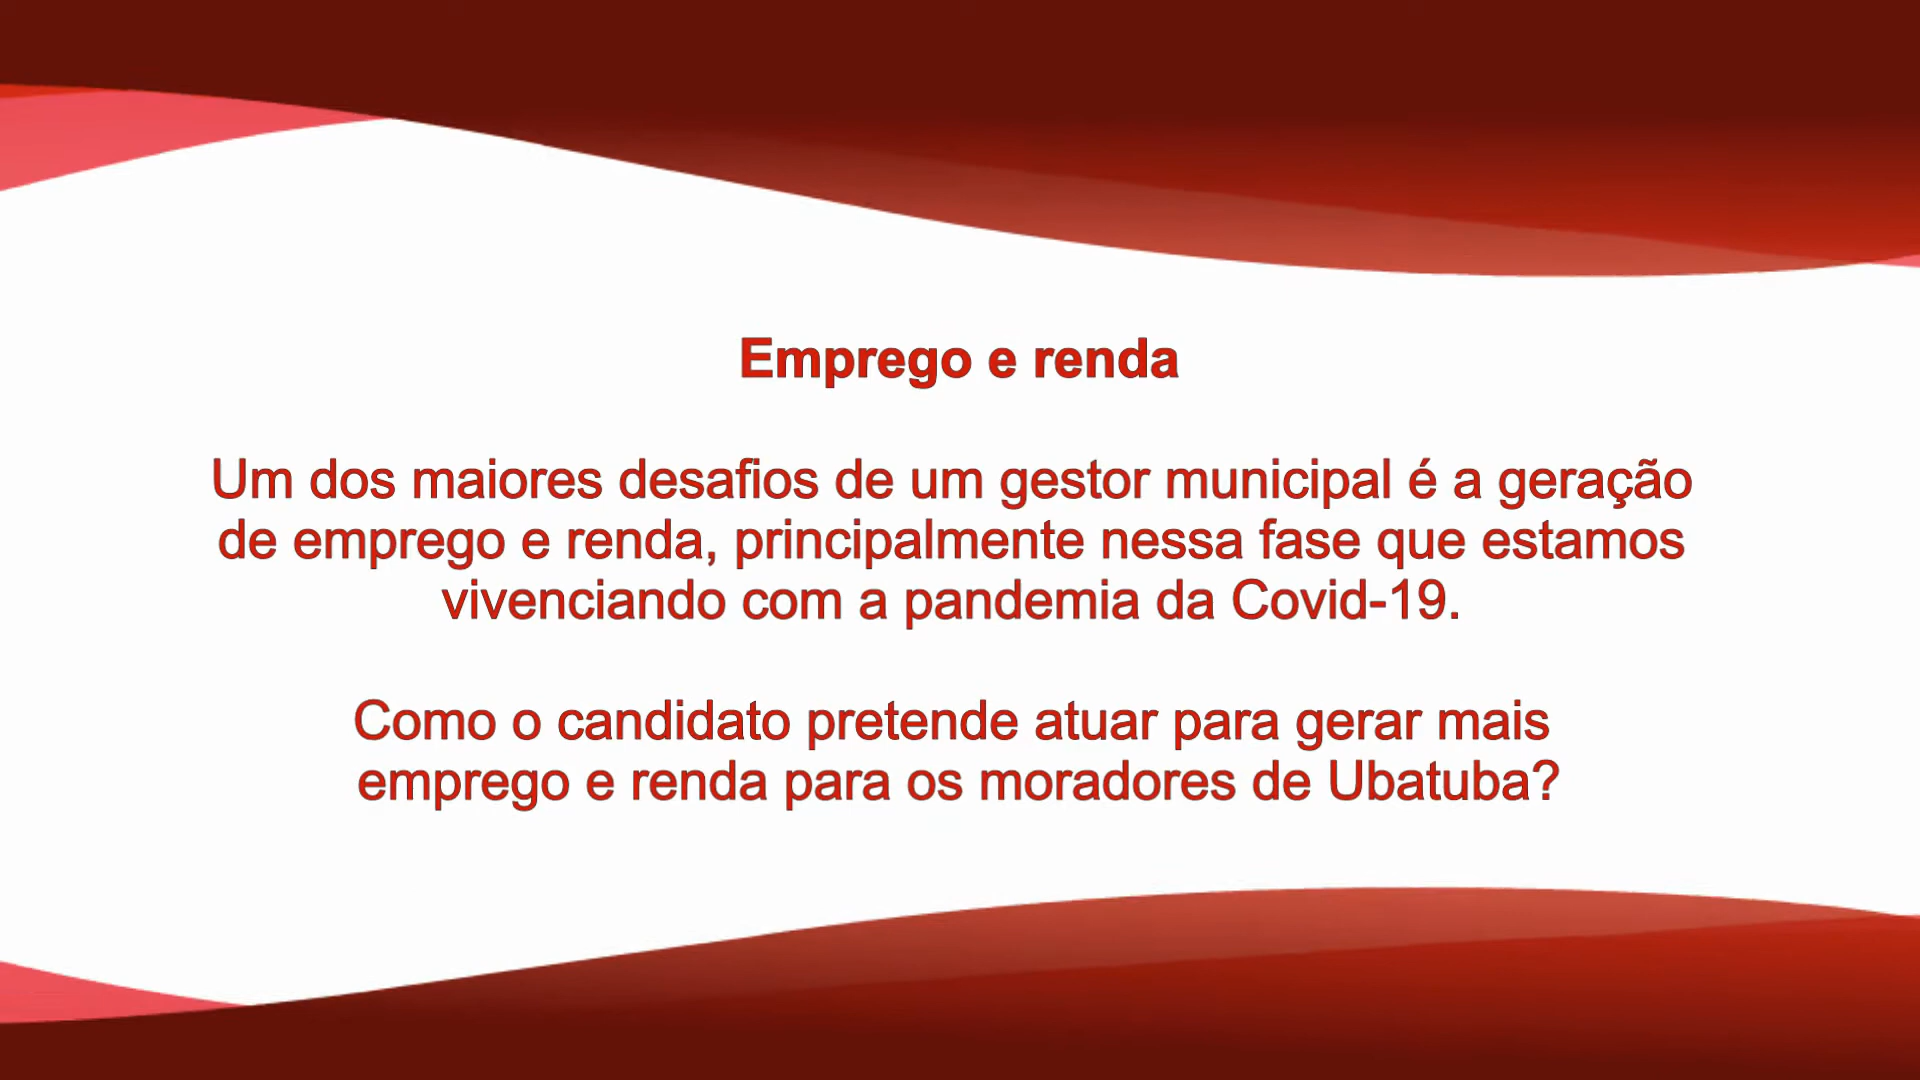 Emprego e renda
Um dos maiores desafios de um gestor municipal é a geração
de emprego e renda, principalmente nessa fase que estamos
vivenciando com a pandemia da Covid-19.
Como o candidato pretende atuar para gerar mais
emprego e renda para os moradores de Ubatuba?